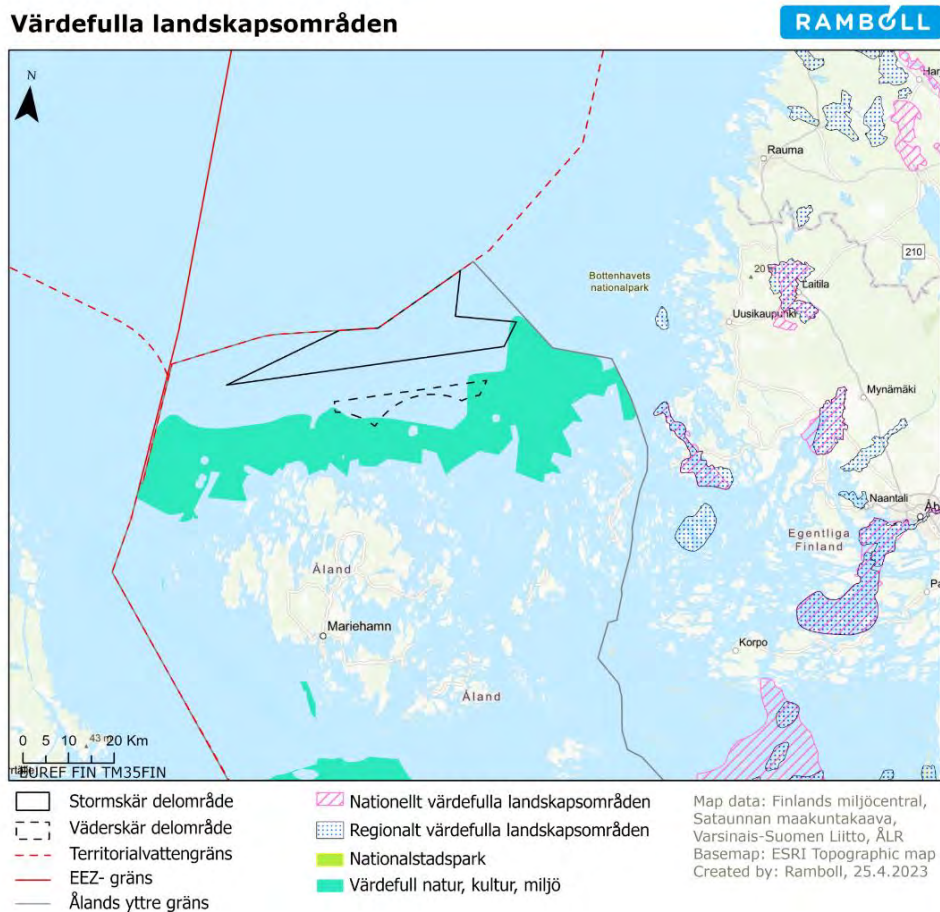 Värdefulla landskapsområden
RAMBOLL
N
Har
Rauma
210
Bottenhavets
nationalpark
Laitila
Uusikaupunki
Mynämäki
Naantali
Egentliga
Finland
Åland
Mariehamn
Korpo
Åland
0 5 10 20 Km
43 m
EUREF FIN TM35FIN
Stormskär delområde
Väderskär delområde
Territorialvattengräns
EEZ- gräns
Ålands yttre gräns
Nationellt värdefulla landskapsområden
Regionalt värdefulla landskapsområden
Nationalstadspark
Värdefull natur, kultur, miljö
Map data: Finlands miljöcentral,
Sataunnan maakuntakaava,
Varsinais-Suomen Liitto, ÅLR
Basemap: ESRI Topographic map
Created by: Ramboll, 25.4.2023